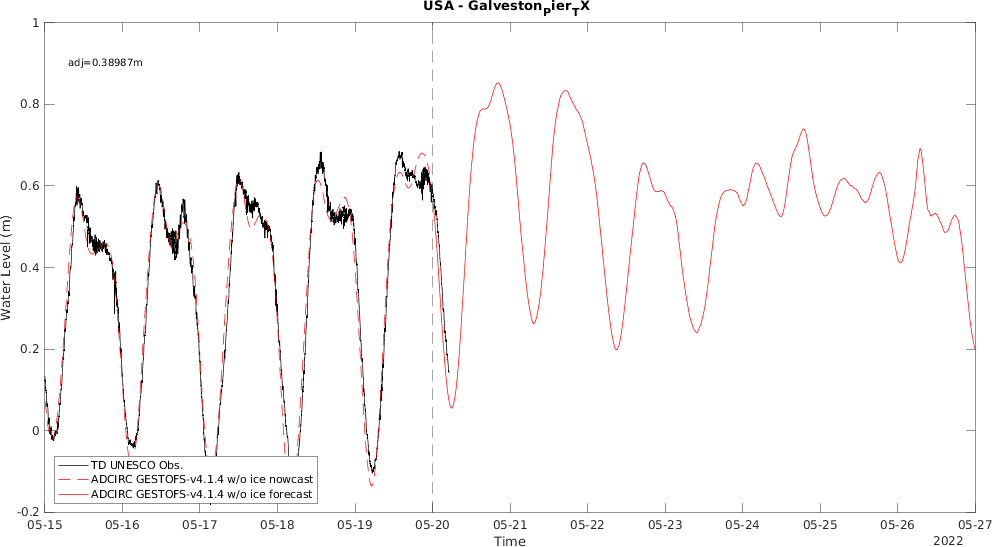 USA - Galveston_Pier_TX
adj=0.38987m
1
0.8
0.6
0.4
0.2
0
-0.2
Water Level (m)
TD UNESCO Obs.
ADCIRC GESTOFS-v4.1.4 w/o ice nowcast
ADCIRC GESTOFS-v4.1.4 w/o ice forecast
05-15 05-16 05-17 05-18 05-19 05-20 05-21 05-22 05-23 05-24 05-25 05-26 05-27
Time
2022